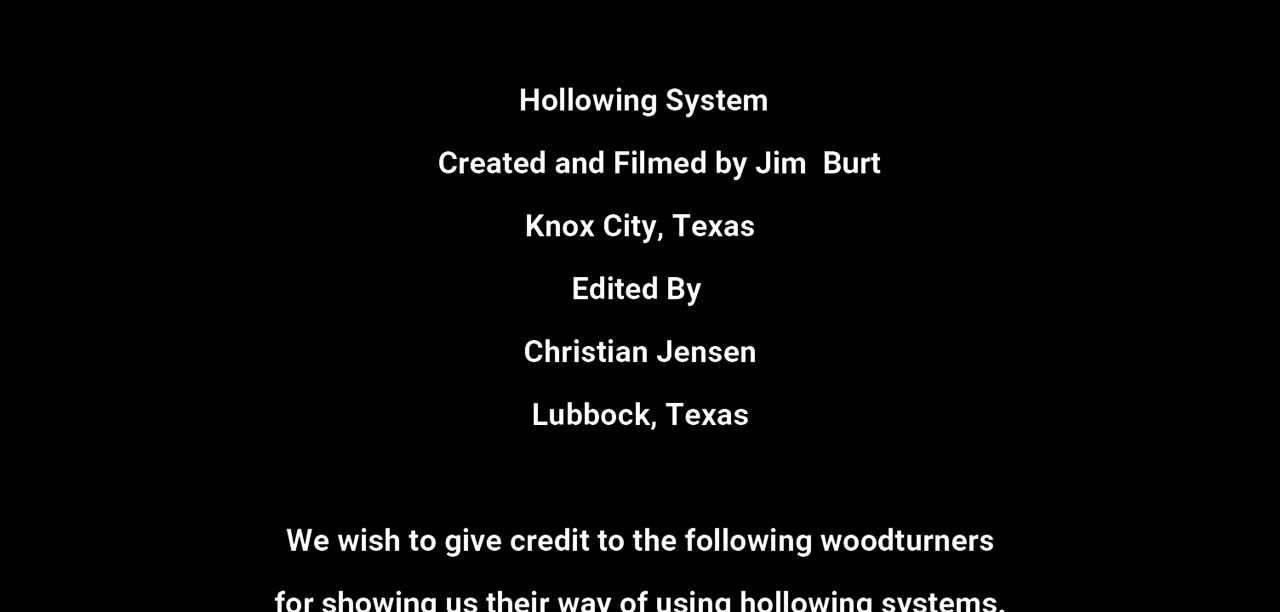 Hollowing System
Created and Filmed by Jim  Burt
Knox City, Texas
Edited By
Christian Jensen
Lubbock, Texas
We wish to give credit to the following woodturners
for showing us their way of using hollowing systems.